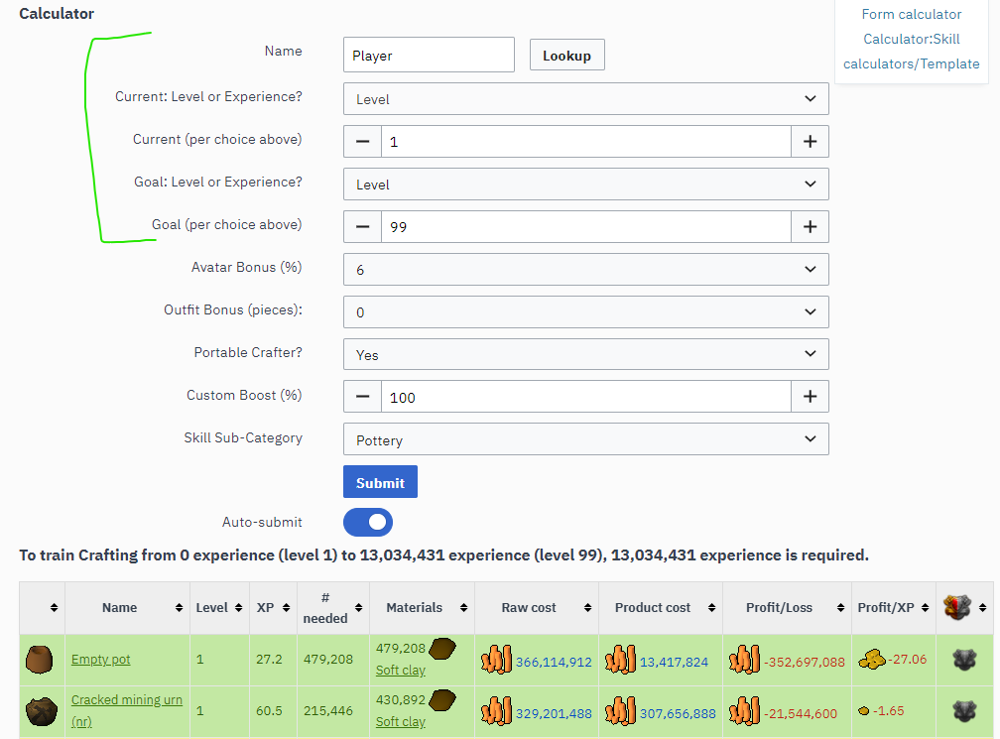 Calculator
Form calculator
Calculator:Skill
calculators/Template
Name Player Lookup
Current: Level or Experience? Level
Current (per choice above) 1
Goal: Level or Experience? Level
Goal (per choice above) 99
Avatar Bonus (%) 6
Outfit Bonus (pieces): 0
Portable Crafter? Yes
Custom Boost (%) 100
Skill Sub-Category Pottery
Submit
Auto-submit
To train Crafting from 0 experience (level 1) to 13,034,431 experience (level 99), 13,034,431 experience is required.
Name Level XP # needed Materials Raw cost Product cost Profit/Loss Profit/XP
Empty pot 1 27.2 479,208 479,208 Soft clay 366,114,912 13,417,824 -352,697,088 -27.06
Cracked mining urn (nr) 1 60.5 215,446 430,892 Soft clay 329,201,488 307,656,888 -21,544,600 -1.65